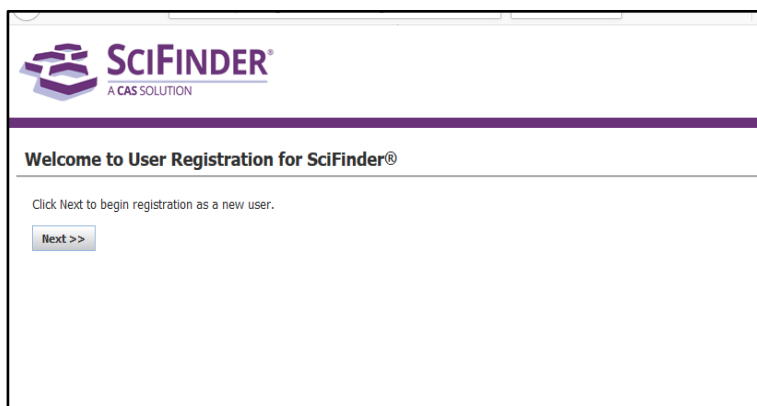 SCIFINDER®
A CAS SOLUTION
Welcome to User Registration for SciFinder®
Click Next to begin registration as a new user.
Next >>